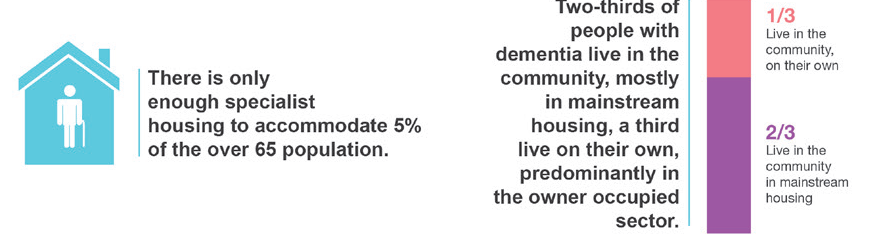 There is only
enough specialist
housing to accommodate 5%
of the over 65 population.
Two-thirds of
people with
dementia live in the
community, mostly
in mainstream
housing, a third
live on their own,
predominantly in
the owner occupied
sector.
1/3
Live in the
community,
on their own
2/3
Live in the
community
in mainstream
housing